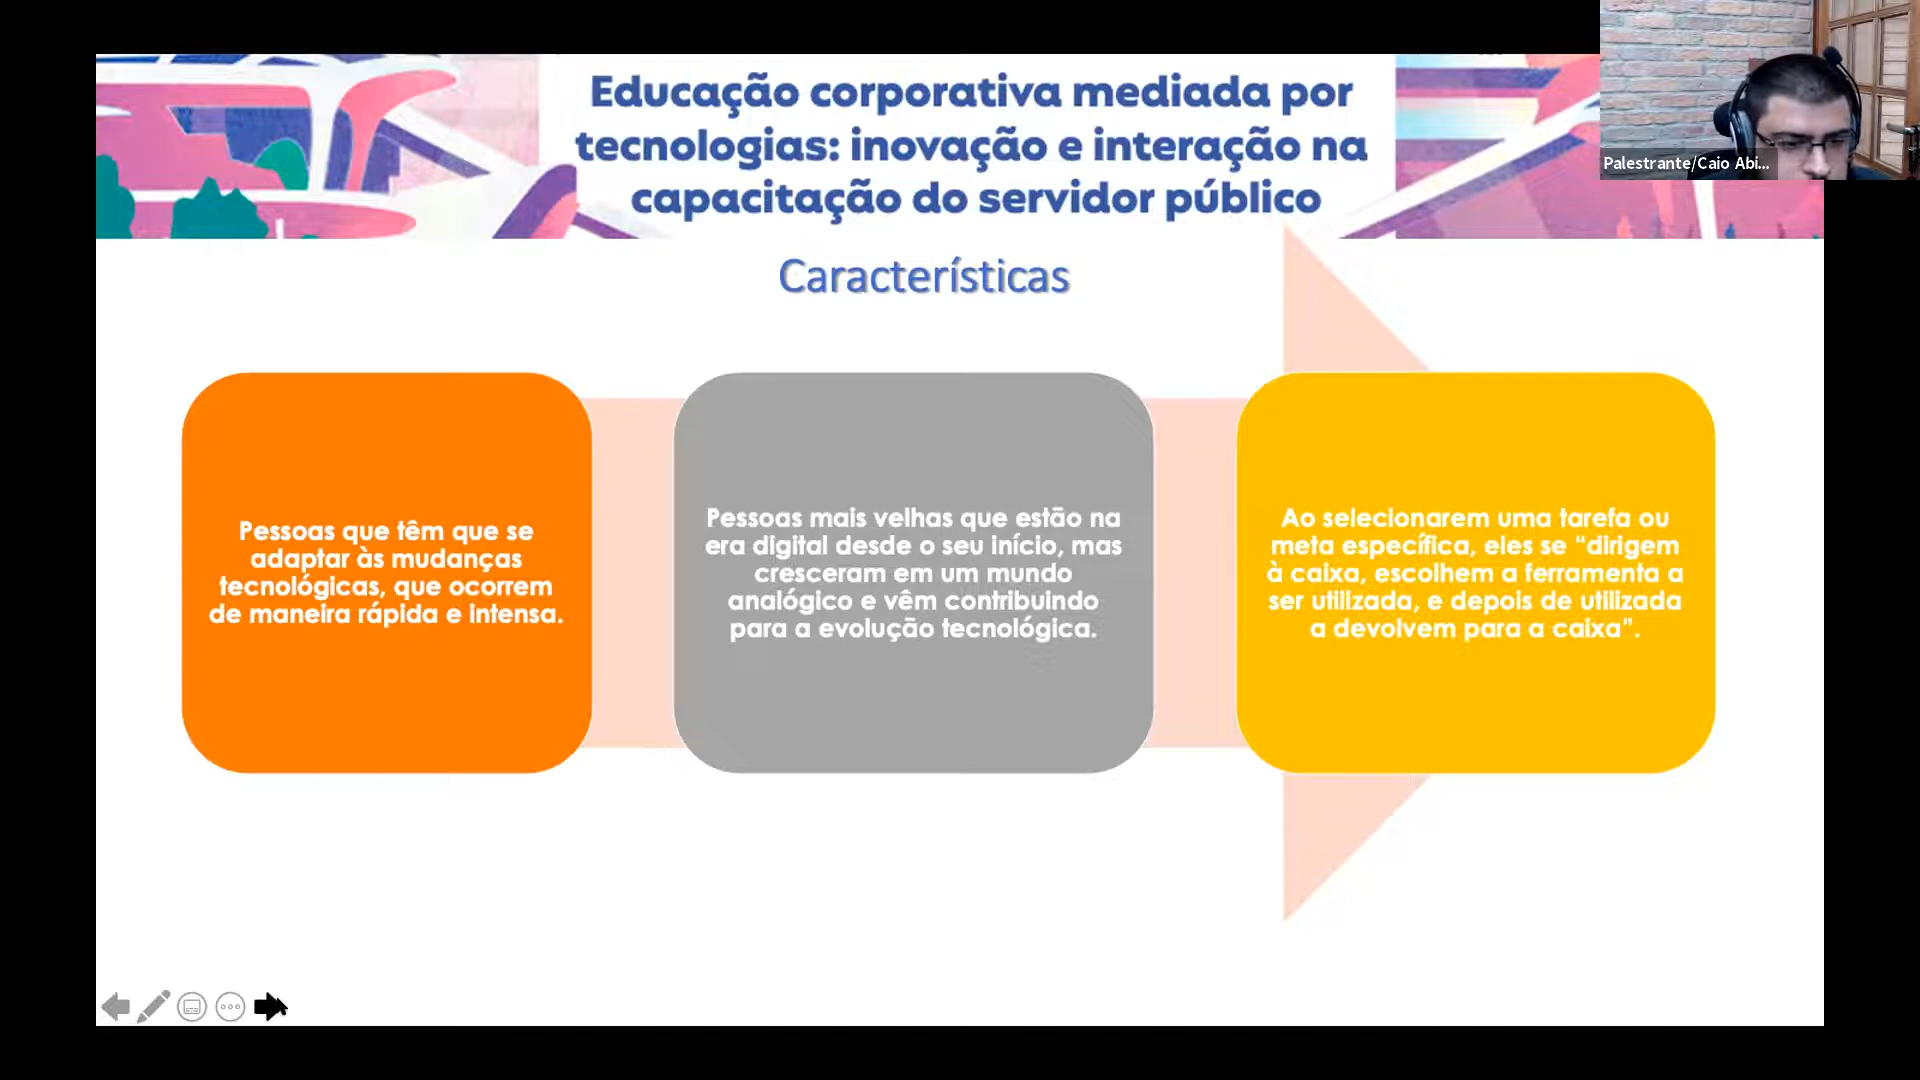 Educação corporativa mediada por
tecnologias: inovação e interação na
capacitação do servidor público
Palestrante/Caio Abi...
Características
Pessoas que têm que se
adaptar às mudanças
tecnológicas, que ocorrem
de maneira rápida e intensa.
Pessoas mais velhas que estão na
era digital desde o seu início, mas
cresceram em um mundo
analógico e vêm contribuindo
para a evolução tecnológica.
Ao selecionarem uma tarefa ou
meta específica, eles se “dirigem
à caixa, escolhem a ferramenta a
ser utilizada, e depois de utilizada
a devolvem para a caixa”.